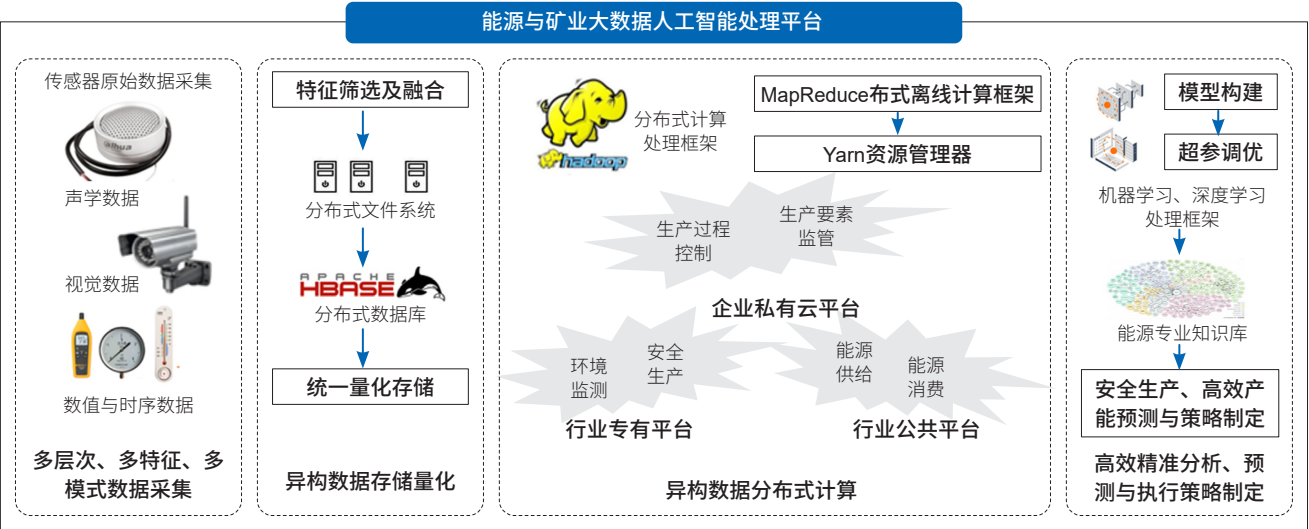 能源与矿业大数据人工智能处理平台
传感器原始数据采集
alhua
声学数据
视觉数据
数值与时序数据
多层次、多特征、多
模式数据采集
特征筛选及融合
分布式文件系统
APACHE
HBASE
分布式数据库
统一量化存储
异构数据存储量化
hadoop
分布式计算
处理框架
MapReduce布式离线计算框架
Yarn资源管理器
生产过程
控制
生产要素
监管
企业私有云平台
环境
监测
安全
生产
行业专有平台
能源
供给
能源
消费
行业公共平台
异构数据分布式计算
模型构建
超参调优
机器学习、深度学习
处理框架
能源专业知识库
安全生产、高效产
能预测与策略制定
高效精准分析、预
测与执行策略制定